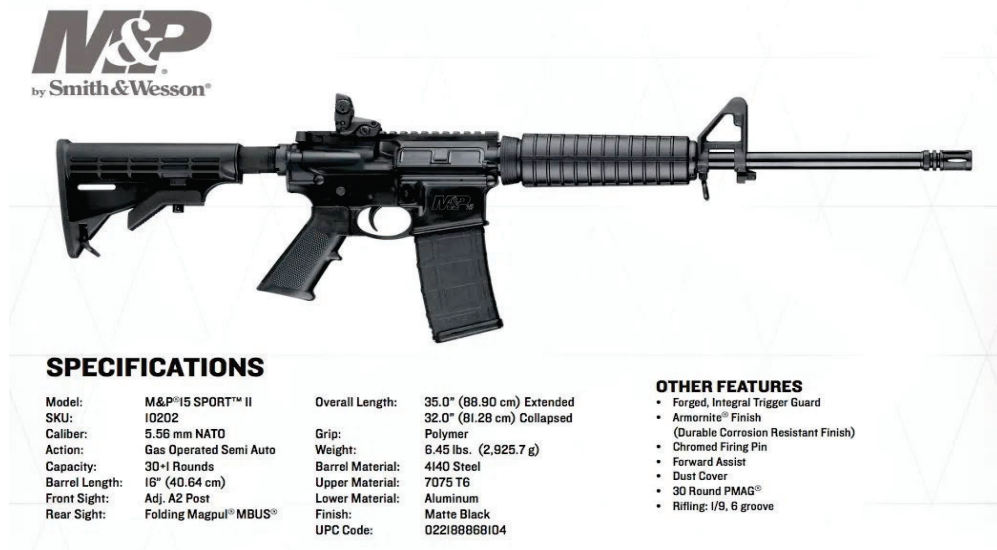 M&P®
by Smith&Wesson®
M&P15
SPECIFICATIONS
Model: M&P®15 SPORT™ II
SKU: 10202
Caliber: 5.56 mm NATO
Action: Gas Operated Semi Auto
Capacity: 30+1 Rounds
Barrel Length: 16” (40.64 cm)
Front Sight: Adj. A2 Post
Rear Sight: Folding Magpul® MBUS®
Overall Length: 35.0” (88.90 cm) Extended
32.0” (81.28 cm) Collapsed
Grip: Polymer
Weight: 6.45 lbs. (2,925.7 g)
Barrel Material: 4140 Steel
Upper Material: 7075 T6
Lower Material: Aluminum
Finish: Matte Black
UPC Code: 022188868104
OTHER FEATURES
• Forged, Integral Trigger Guard
• Armornite® Finish
(Durable Corrosion Resistant Finish)
• Chromed Firing Pin
• Forward Assist
• Dust Cover
• 30 Round PMAG®
• Rifling: 1/9, 6 groove